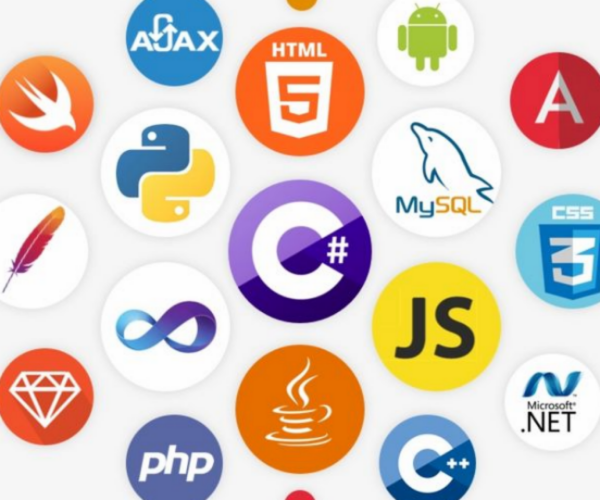 AJAX
HTML
5
A
MySQL
CSS
3
C#
JS
Microsoft®
.NET
php
C++